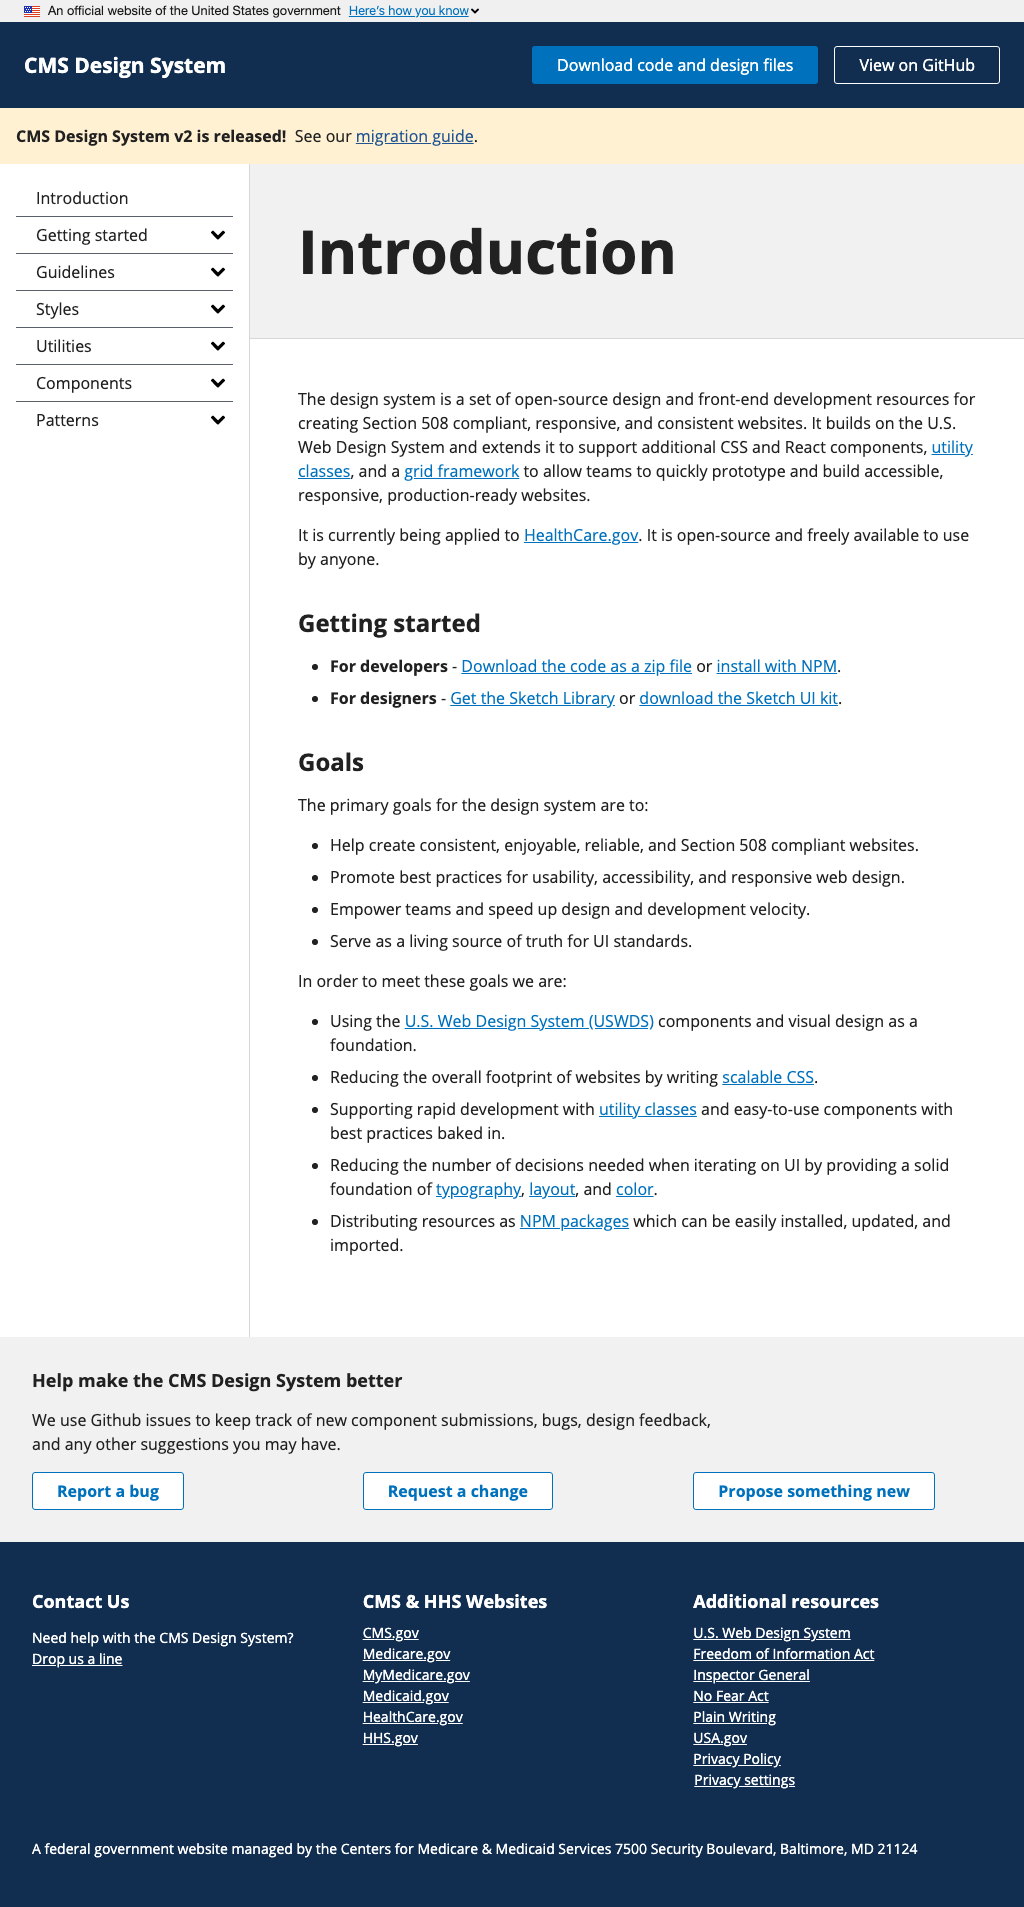 An official website of the United States government Here's how you know
CMS Design System
Download code and design files
View on GitHub
CMS Design System v2 is released! See our migration guide.
Introduction
Getting started
Guidelines
Styles
Utilities
Components
Patterns
Introduction
The design system is a set of open-source design and front-end development resources for
creating Section 508 compliant, responsive, and consistent websites. It builds on the U.S.
Web Design System and extends it to support additional CSS and React components, utility
classes, and a grid framework to allow teams to quickly prototype and build accessible,
responsive, production-ready websites.
It is currently being applied to HealthCare.gov. It is open-source and freely available to use
by anyone.
Getting started
For developers - Download the code as a zip file or install with NPM.
For designers - Get the Sketch Library or download the Sketch UI kit.
Goals
The primary goals for the design system are to:
Help create consistent, enjoyable, reliable, and Section 508 compliant websites.
Promote best practices for usability, accessibility, and responsive web design.
Empower teams and speed up design and development velocity.
Serve as a living source of truth for UI standards.
In order to meet these goals we are:
Using the U.S. Web Design System (USWDS) components and visual design as a
foundation.
Reducing the overall footprint of websites by writing scalable CSS.
Supporting rapid development with utility classes and easy-to-use components with
best practices baked in.
Reducing the number of decisions needed when iterating on UI by providing a solid
foundation of typography, layout, and color.
Distributing resources as NPM packages which can be easily installed, updated, and
imported.
Help make the CMS Design System better
We use Github issues to keep track of new component submissions, bugs, design feedback,
and any other suggestions you may have.
Report a bug
Request a change
Propose something new
Contact Us
Need help with the CMS Design System?
Drop us a line
CMS & HHS Websites
CMS.gov
Medicare.gov
MyMedicare.gov
Medicaid.gov
HealthCare.gov
HHS.gov
Additional resources
U.S. Web Design System
Freedom of Information Act
Inspector General
No Fear Act
Plain Writing
USA.gov
Privacy Policy
Privacy settings
A federal government website managed by the Centers for Medicare & Medicaid Services 7500 Security Boulevard, Baltimore, MD 21124